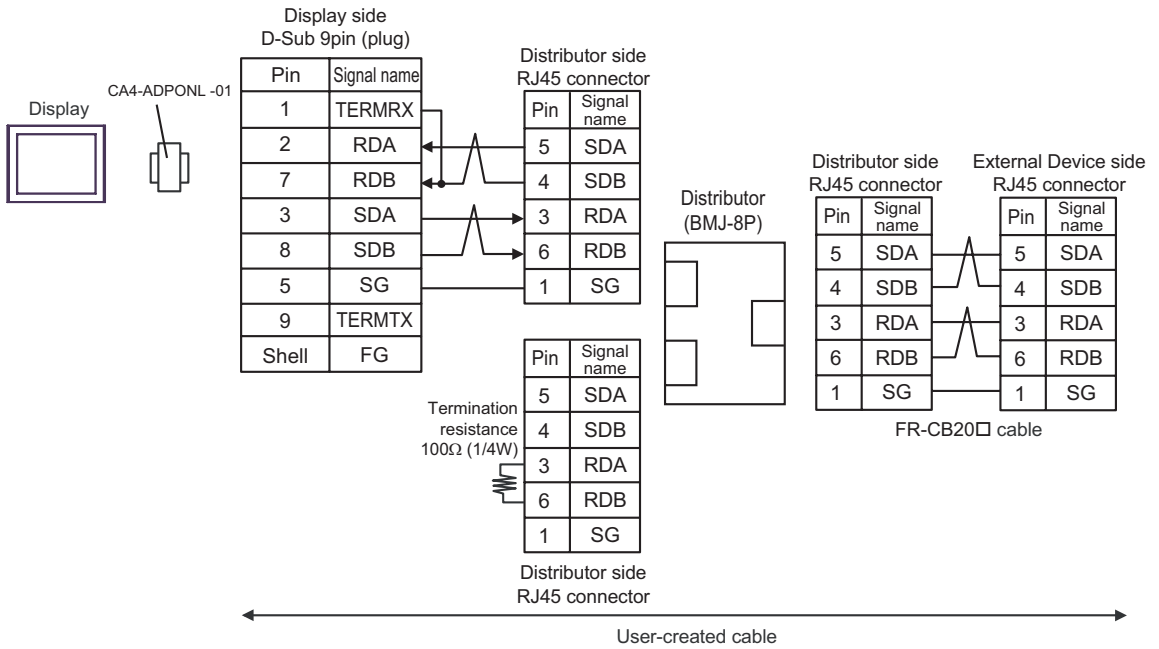 Display
CA4-ADPONL -01
Display side
D-Sub 9pin (plug)
Pin Signal name
1 TERMRX
2 RDA
7 RDB
3 SDA
8 SDB
5 SG
9 TERMTX
Shell FG
Distributor side
RJ45 connector
Pin Signal
name
5 SDA
4 SDB
3 RDA
6 RDB
1 SG
Termination
resistance
100Ω (1/4W)
Pin Signal
name
5 SDA
4 SDB
3 RDA
6 RDB
1 SG
Distributor side
RJ45 connector
Distributor
(BMJ-8P)
Distributor side
RJ45 connector
Pin Signal
name
5 SDA
4 SDB
3 RDA
6 RDB
1 SG
External Device side
RJ45 connector
Pin Signal
name
5 SDA
4 SDB
3 RDA
6 RDB
1 SG
FR-CB20□ cable
User-created cable